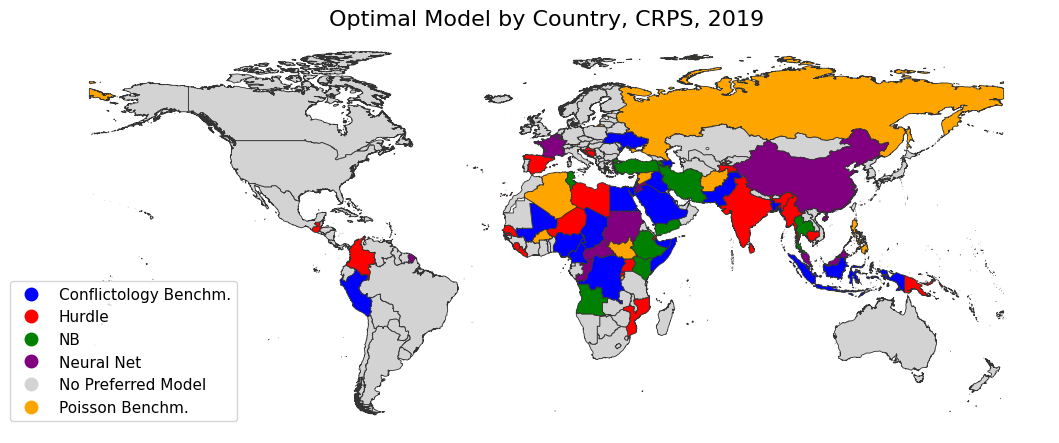 Optimal Model by Country, CRPS, 2019
Conflictology Benchm.
Hurdle
NB
Neural Net
No Preferred Model
Poisson Benchm.